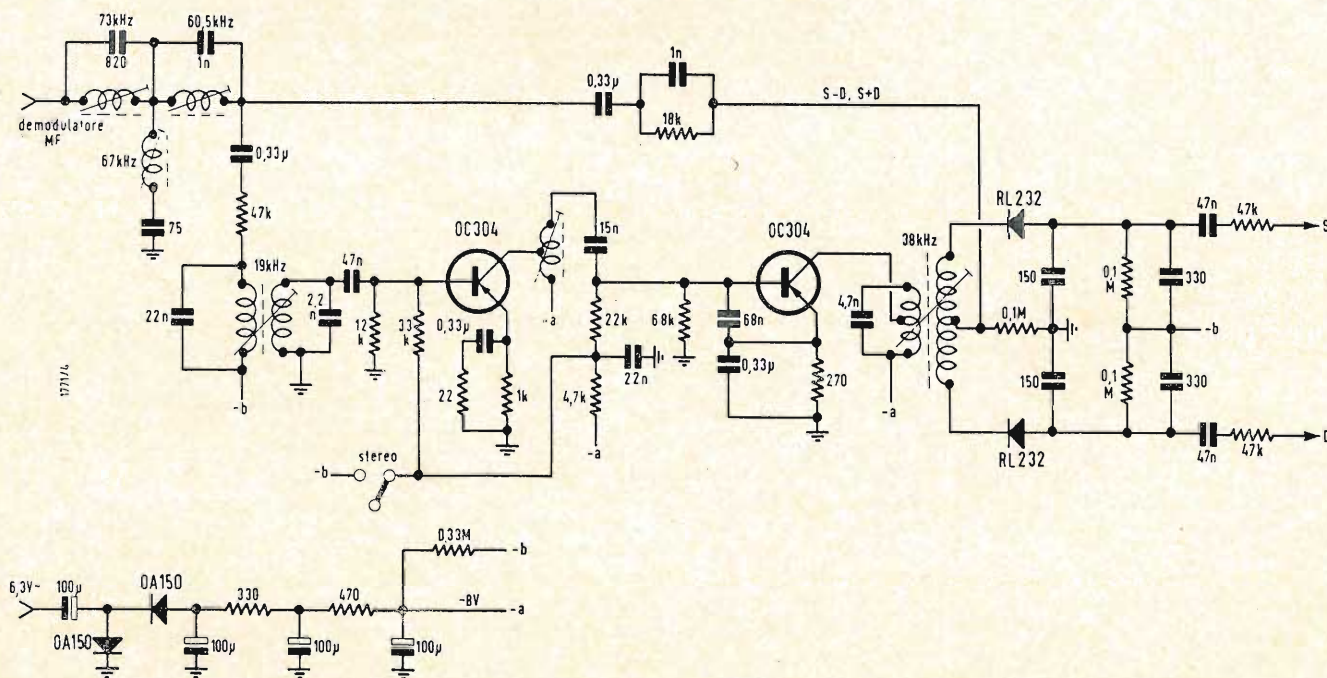 73kHz
820
60,5kHz
1n
demodulatore
MF
67kHz
75
0,33µ
47k
19kHz
22n
-b
2,2
n
47n
12
k
33
k
OC304
0,33µ
22
1k
-b
stereo
-a
15n
22k
4,7k
-a
22n
0,33µ
1n
18k
S-D, S+D
68k
68n
0,33µ
OC304
270
4,7n
-a
38kHz
RL232
0,1M
150
150
0,1
M
0,1
M
330
-b
330
47n
47k
S
RL232
47n
47k
1771/4
6,3V~
100µ
OA150
OA150
100µ
330
100µ
470
100µ
0,33M
-b
-8V
-a